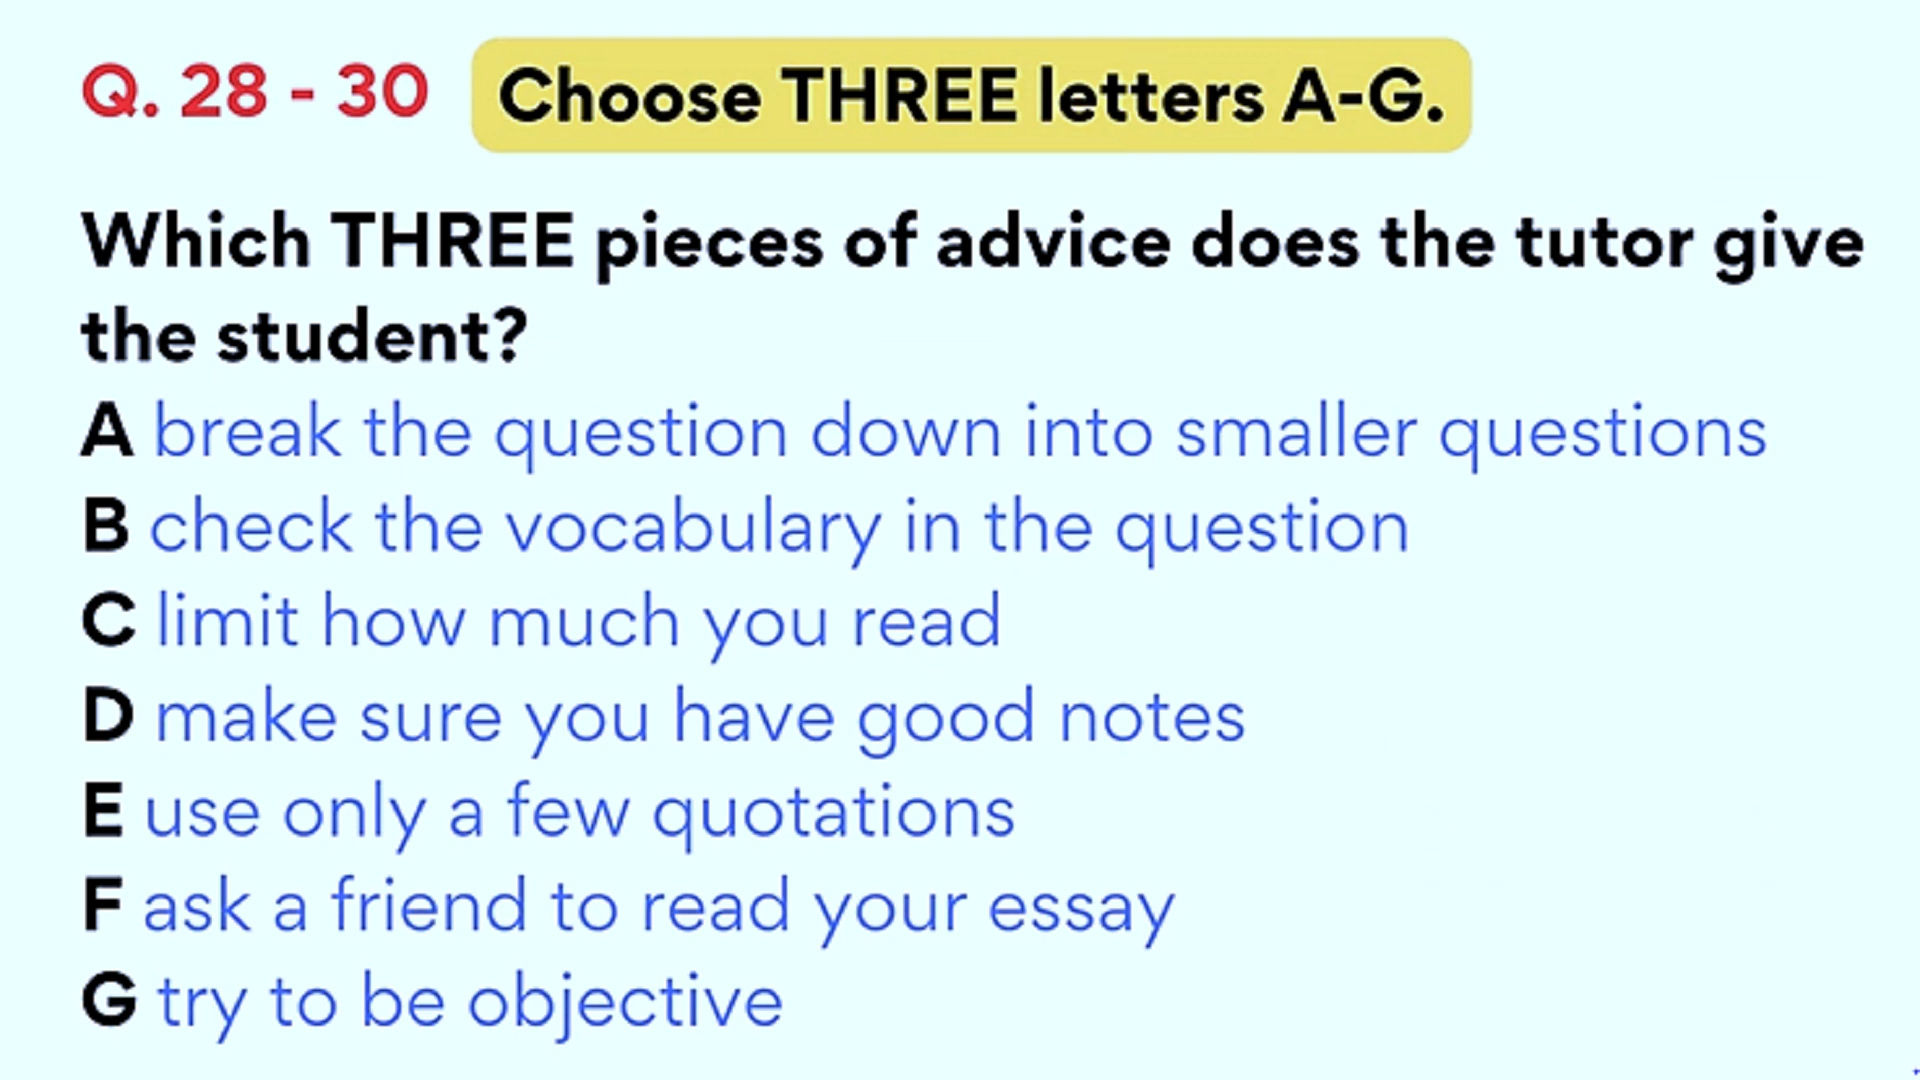 Q. 28 - 30 Choose THREE letters A-G.
Which THREE pieces of advice does the tutor give
the student?
A break the question down into smaller questions
B check the vocabulary in the question
C limit how much you read
D make sure you have good notes
E use only a few quotations
F ask a friend to read your essay
G try to be objective